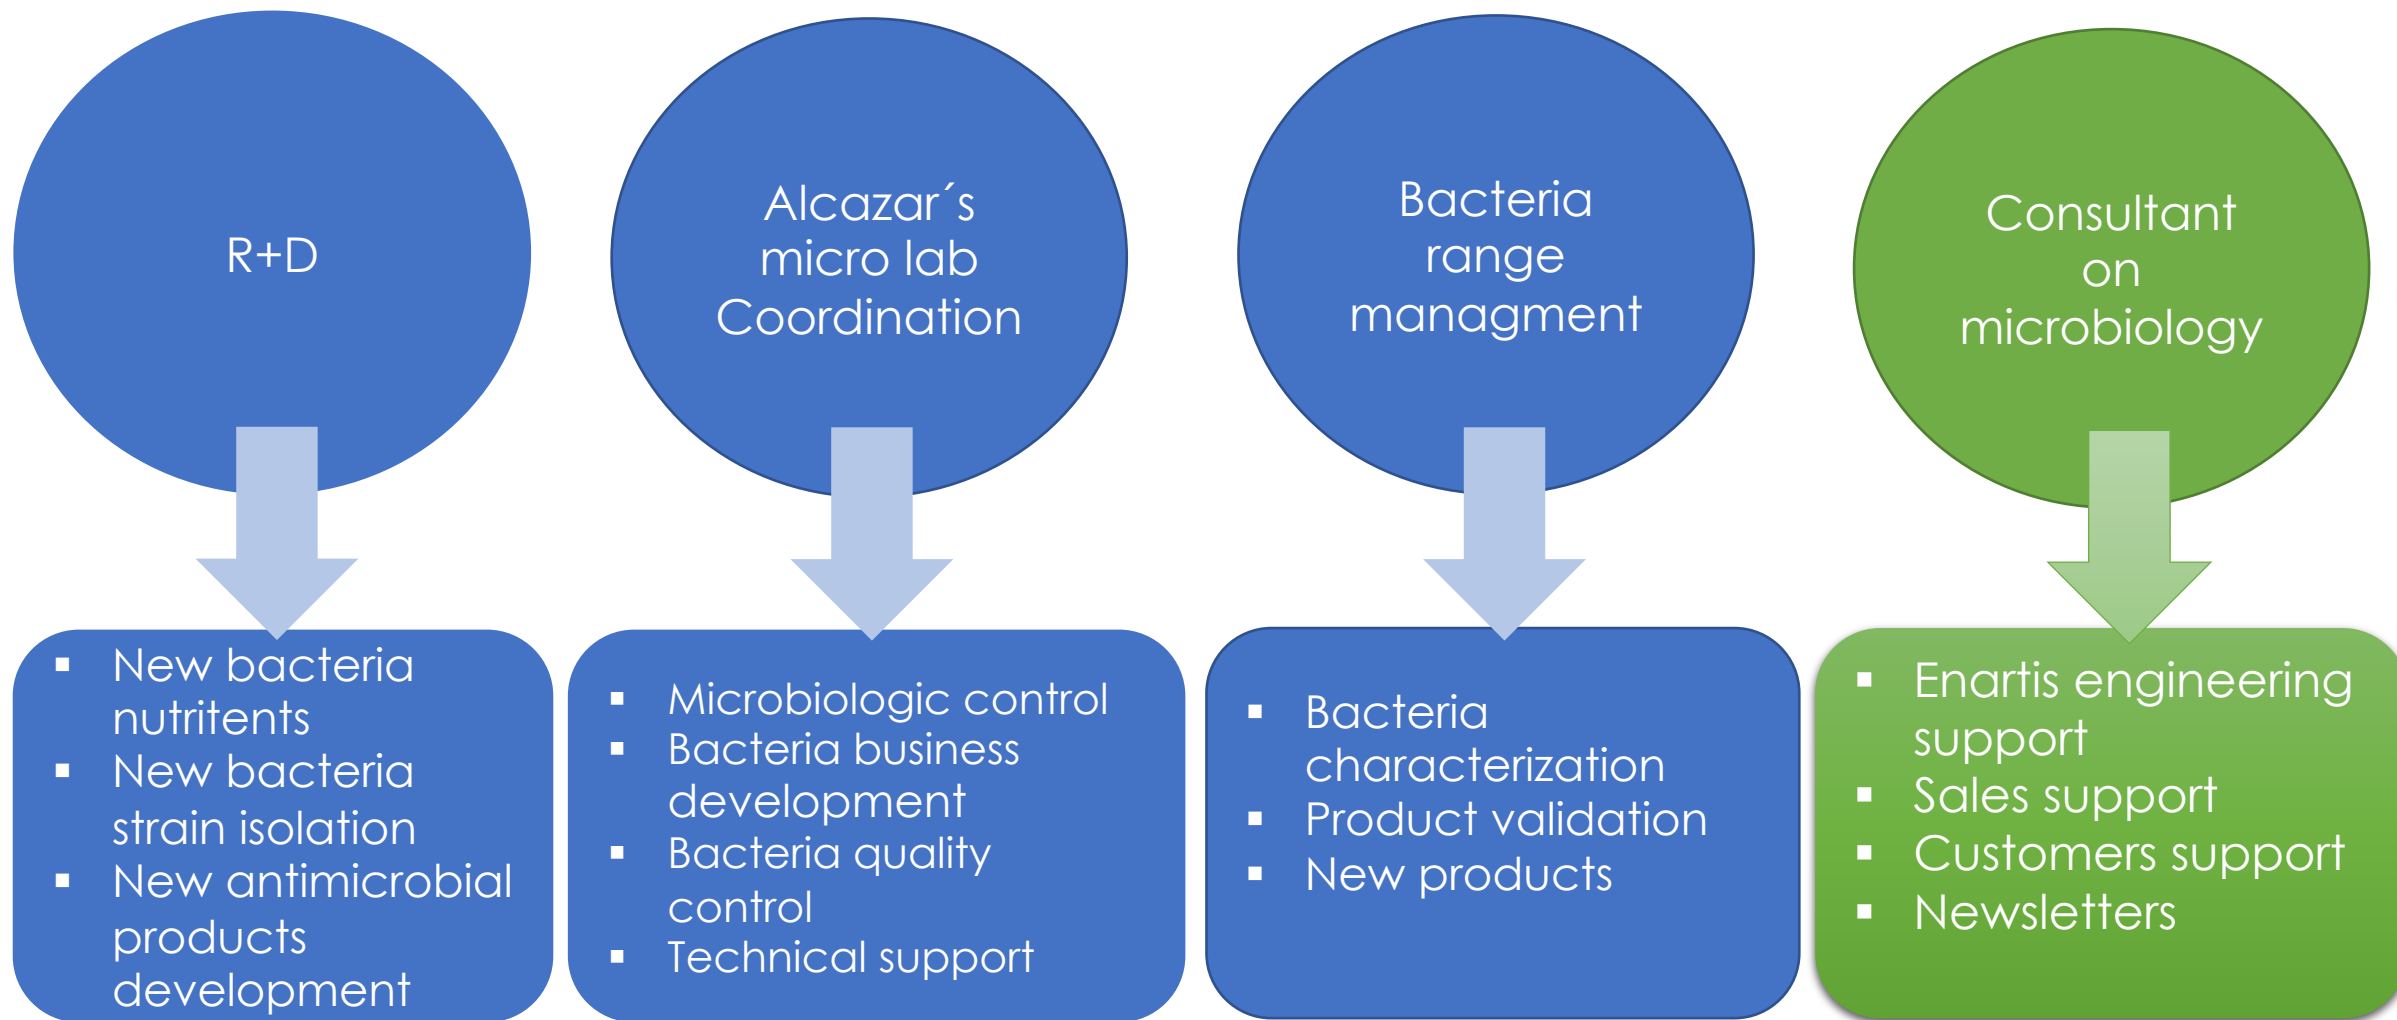 R+D
Alcazar´s
micro lab
Coordination
Bacteria
range
managment
Consultant
on
microbiology
▪ New bacteria
nutritents
▪ New bacteria
strain isolation
▪ New antimicrobial
products
development
▪ Microbiologic control
▪ Bacteria business
development
▪ Bacteria quality
control
▪ Technical support
▪ Bacteria
characterization
▪ Product validation
▪ New products
▪ Enartis engineering
support
▪ Sales support
▪ Customers support
▪ Newsletters